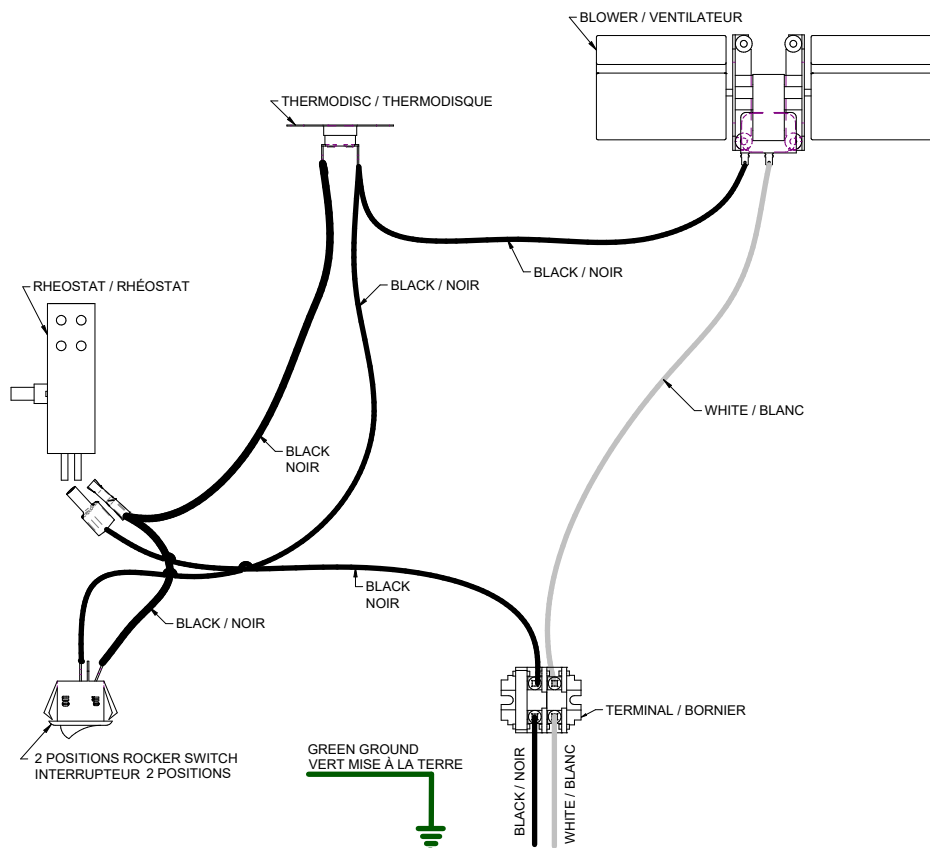 BLOWER / VENTILATEUR
THERMODISC / THERMODISQUE
BLACK / NOIR
BLACK / NOIR
RHEOSTAT / RHÉOSTAT
WHITE / BLANC
BLACK
NOIR
BLACK
NOIR
BLACK / NOIR
TERMINAL / BORNIER
2 POSITIONS ROCKER SWITCH
INTERRUPTEUR 2 POSITIONS
GREEN GROUND
VERT MISE À LA TERRE
BLACK / NOIR
WHITE / BLANC